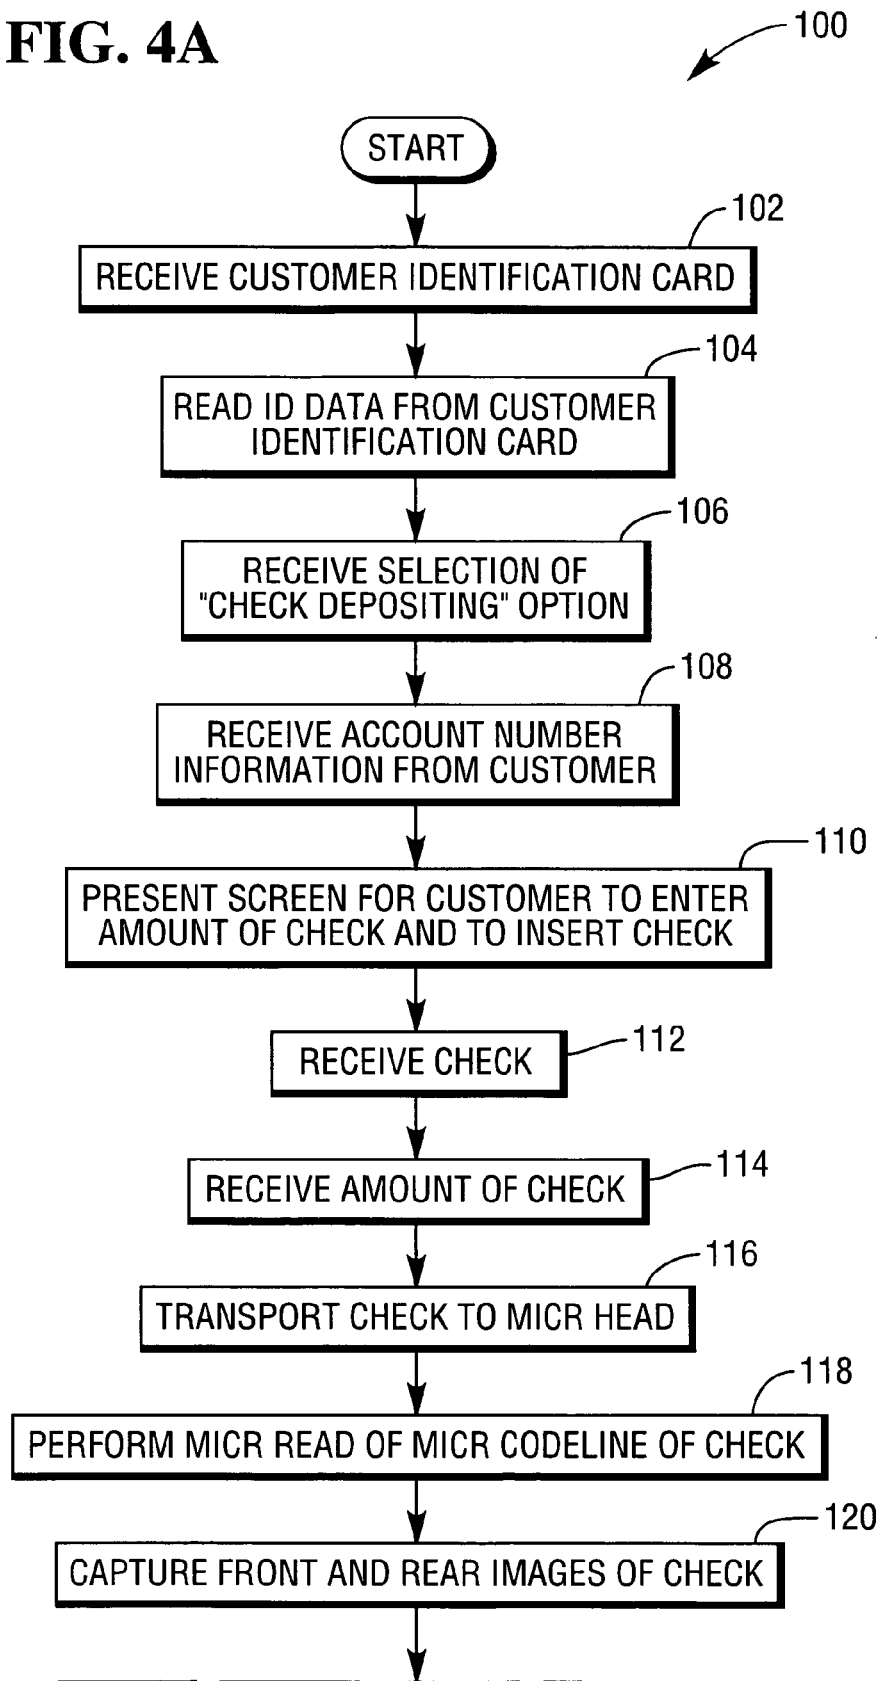 FIG. 4A
100
START
102
RECEIVE CUSTOMER IDENTIFICATION CARD
104
READ ID DATA FROM CUSTOMER
IDENTIFICATION CARD
106
RECEIVE SELECTION OF
"CHECK DEPOSITING" OPTION
108
RECEIVE ACCOUNT NUMBER
INFORMATION FROM CUSTOMER
110
PRESENT SCREEN FOR CUSTOMER TO ENTER
AMOUNT OF CHECK AND TO INSERT CHECK
112
RECEIVE CHECK
114
RECEIVE AMOUNT OF CHECK
116
TRANSPORT CHECK TO MICR HEAD
118
PERFORM MICR READ OF MICR CODELINE OF CHECK
120
CAPTURE FRONT AND REAR IMAGES OF CHECK